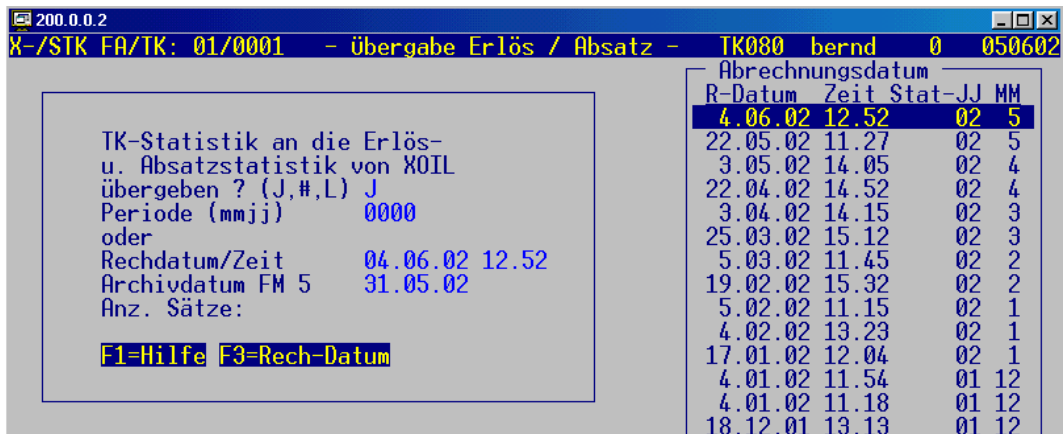 200.0.0.2
X-/STK FA/TK: 01/0001 - Übergabe Erlös / Absatz - TK080 bernd 0 050602
TK-Statistik an die Erlös-
u. Absatzstatistik von XOIL
übergeben ? (J,#,L) J
Periode (mmjj) 0000
oder
Rechdatum/Zeit 04.06.02 12.52
Archivdatum FM 5 31.05.02
Anz. Sätze:
F1=Hilfe F3=Rech-Datum
Abrechnungsdatum
R-Datum Zeit Stat-JJ MM
4.06.02 12.52 02 5
22.05.02 11.27 02 5
3.05.02 14.05 02 4
22.04.02 14.52 02 4
3.04.02 14.15 02 3
25.03.02 15.12 02 3
5.03.02 11.45 02 2
19.02.02 15.32 02 2
5.02.02 11.15 02 1
4.02.02 13.23 02 1
17.01.02 12.04 02 1
4.01.02 11.54 01 12
4.01.02 11.18 01 12
18.12.01 13.13 01 12